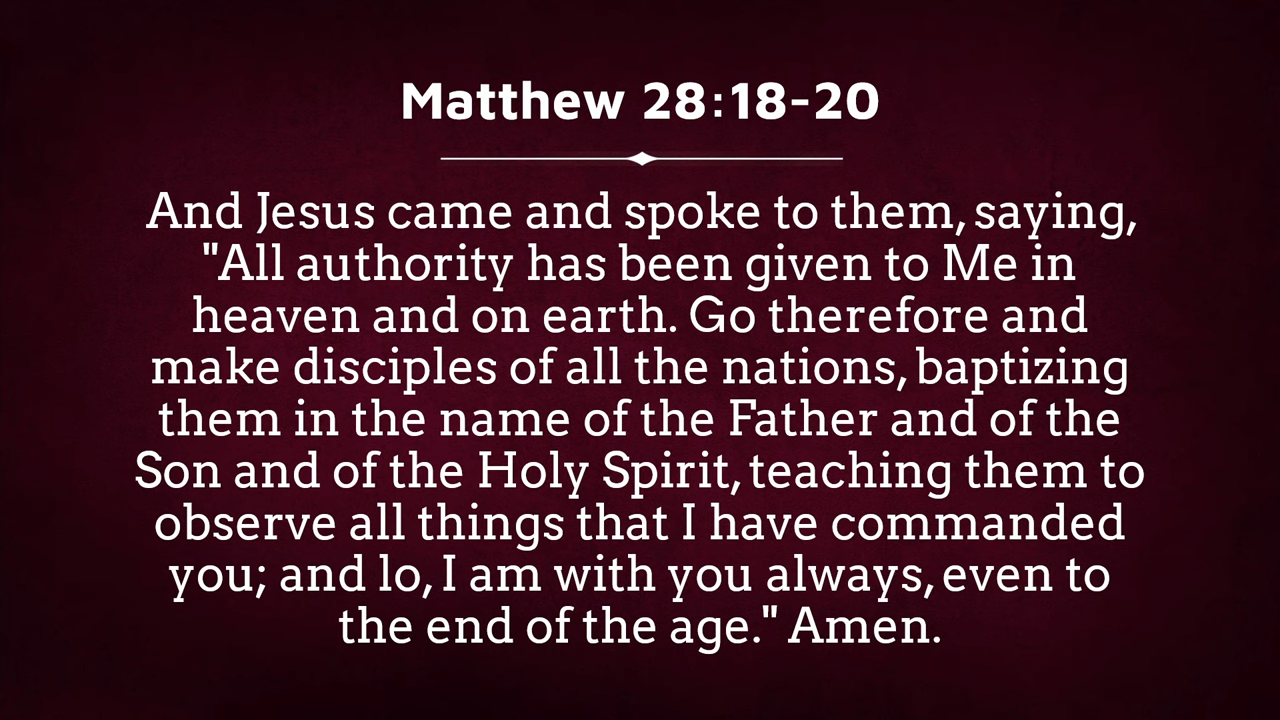 Matthew 28:18-20
And Jesus came and spoke to them, saying,
"All authority has been given to Me in
heaven and on earth. Go therefore and
make disciples of all the nations, baptizing
them in the name of the Father and of the
Son and of the Holy Spirit, teaching them to
observe all things that I have commanded
you; and lo, I am with you always, even to
the end of the age." Amen.